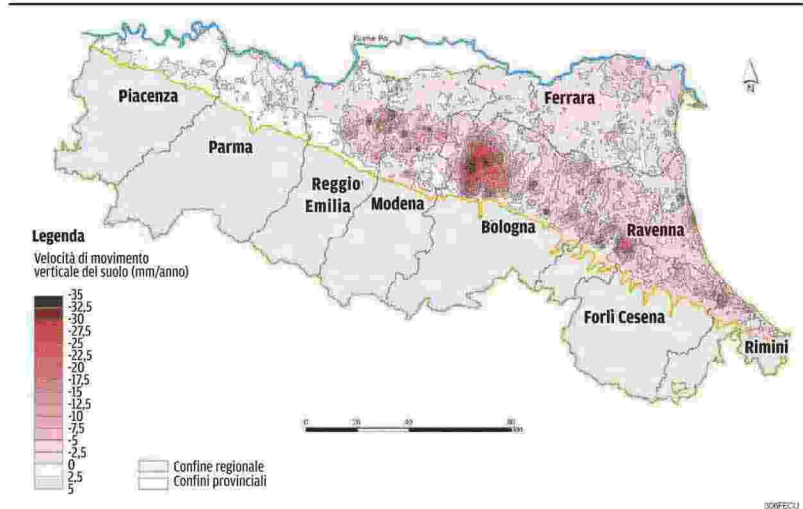 Fiume Po
Piacenza
Ferrara
Parma
Reggio
Emilia
Modena
Bologna
Ravenna
Forlì Cesena
Rimini
N
Legenda
Velocità di movimento
verticale del suolo (mm/anno)
-35
-32,5
-30
-27,5
-25
-22,5
-20
-17,5
-15
-12,5
-10
-7,5
-5
-2,5
0
2,5
5
0 20 40 80
km
Confine regionale
Confini provinciali